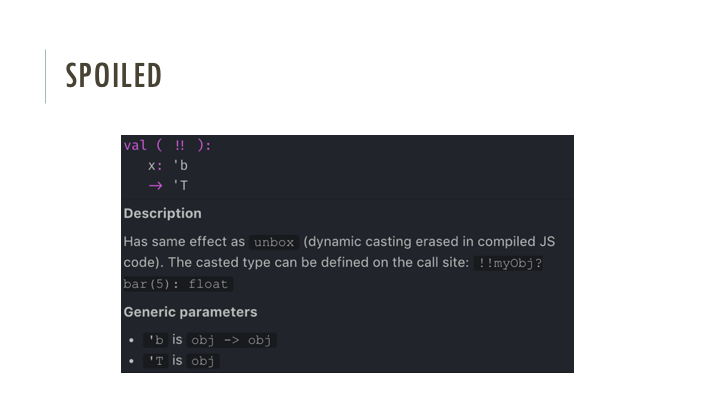 SPOILED
val ( !! ):
x: 'b
→ 'T
Description
Has same effect as unbox (dynamic casting erased in compiled JS
code). The casted type can be defined on the call site: !!myObj?
bar(5): float
Generic parameters
• 'b is obj -> obj
• 'T is obj